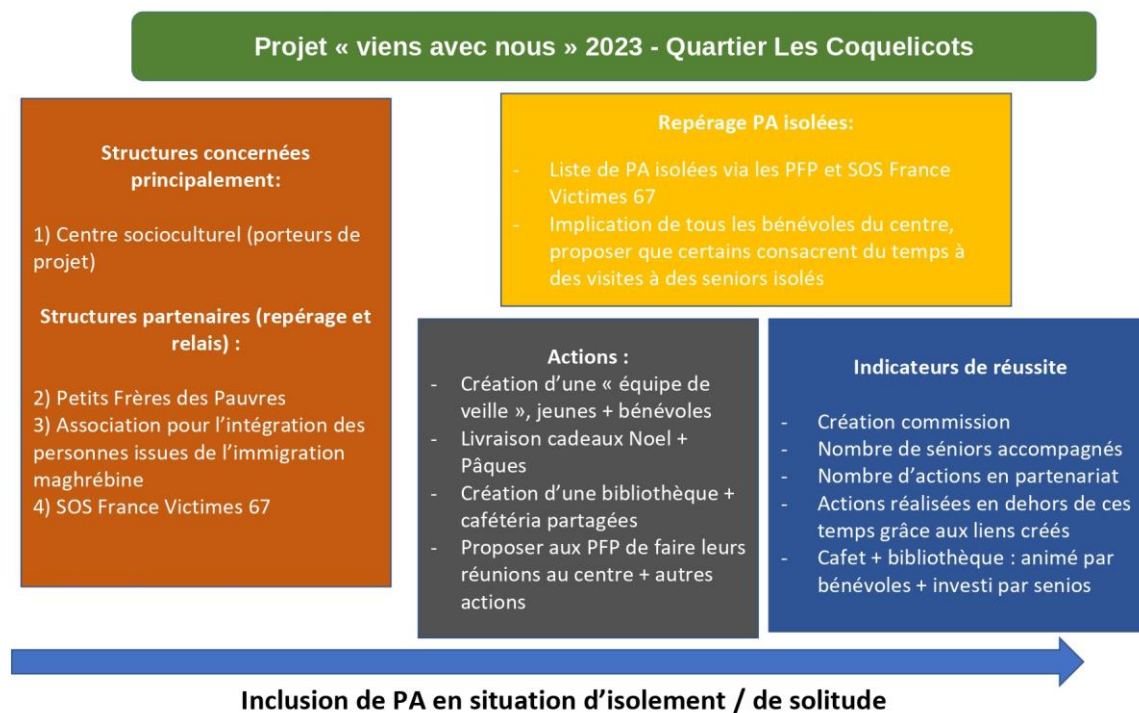 Projet « viens avec nous » 2023 - Quartier Les Coquelicots
Structures concernées
principalement:
1) Centre socioculturel (porteurs de
projet)
Structures partenaires (repérage et
relais) :
2) Petits Frères des Pauvres
3) Association pour l’intégration des
personnes issues de l’immigration
maghrébine
4) SOS France Victimes 67
Repérage PA isolées:
- Liste de PA isolées via les PFP et SOS France
Victimes 67
- Implication de tous les bénévoles du centre,
proposer que certains consacrent du temps à
des visites à des seniors isolés
Actions :
- Création d’une « équipe de
veille », jeunes + bénévoles
- Livraison cadeaux Noel +
Pâques
- Création d’une bibliothèque +
cafétéria partagées
- Proposer aux PFP de faire leurs
réunions au centre + autres
actions
Indicateurs de réussite
- Création commission
- Nombre de séniors accompagnés
- Nombre d’actions en partenariat
- Actions réalisées en dehors de ces
temps grâce aux liens créés
- Cafet + bibliothèque : animé par
bénévoles + investi par senios
Inclusion de PA en situation d’isolement / de solitude